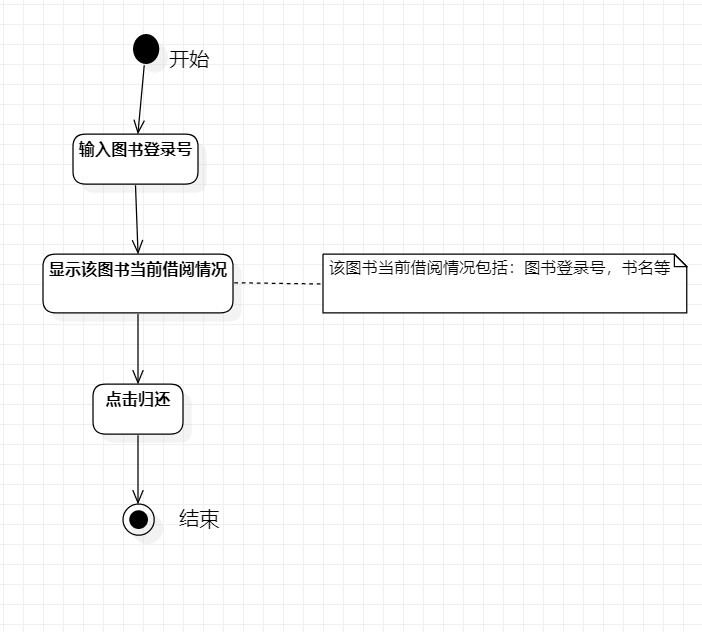 开始
输入图书登录号
显示该图书当前借阅情况
该图书当前借阅情况包括：图书登录号，书名等
点击归还
结束